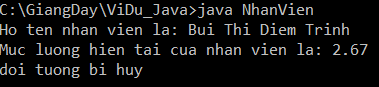 C:\GiangDay\ViDu_Java>java NhanVien
Ho ten nhan vien la: Bui Thi Diem Trinh
Muc luong hien tai cua nhan vien la: 2.67
doi tuong bi huy